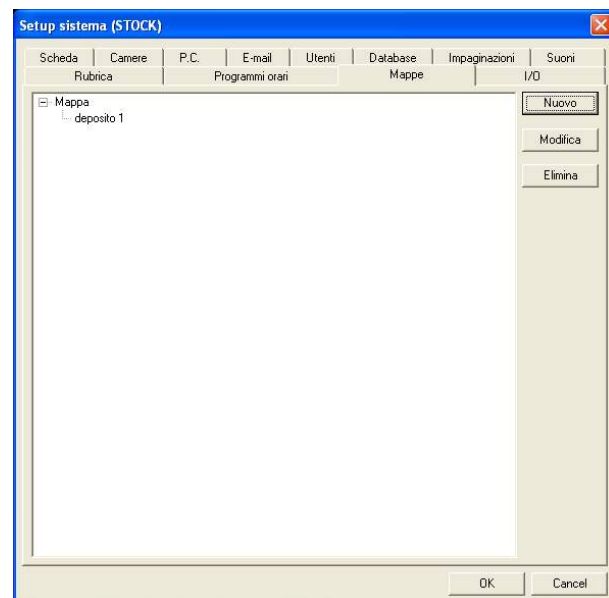 Setup sistema (STOCK)
Scheda Camere P.C. E-mail Utenti Database Impaginazioni Suoni
Rubrica Programmi orari Mappe I/O
Mappa
deposito 1
Nuovo
Modifica
Elimina
OK Cancel